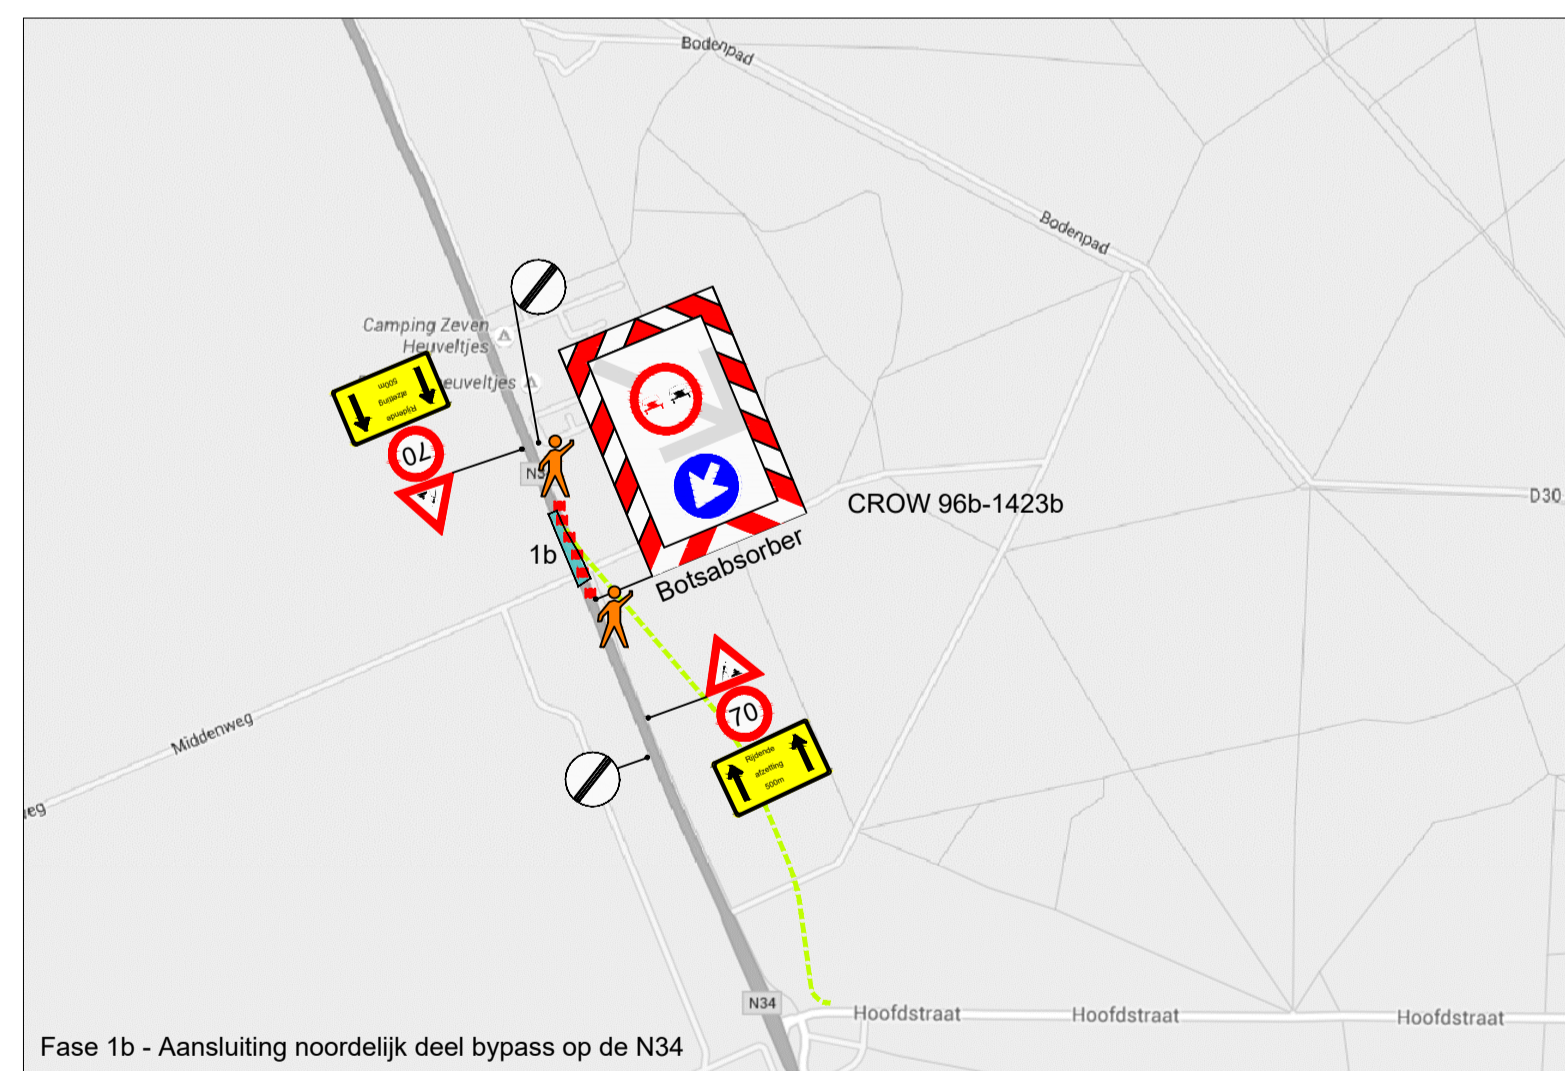 Bodenpad
Bodenpad
Camping Zeven
Heuveltjes
euveltjes
Rijdende
afzetting
500m
70
N3
1b
CROW 96b-1423b
D30
Botsabsorber
Middenweg
70
Rijdende
afzetting
500m
N34
Hoofdstraat
Hoofdstraat
Hoofdstraat
Fase 1b - Aansluiting noordelijk deel bypass op de N34